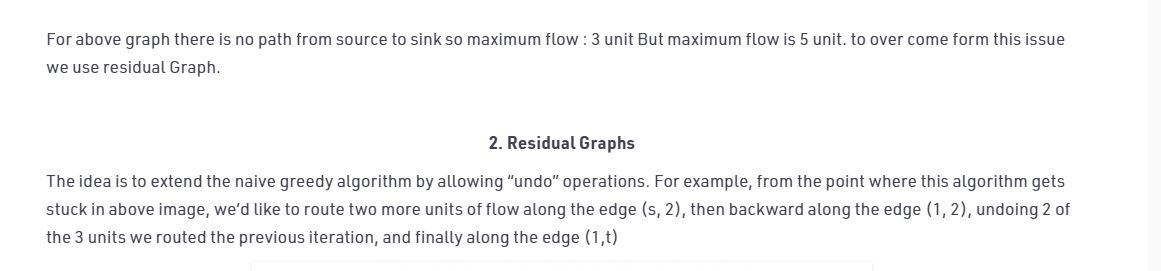 For above graph there is no path from source to sink so maximum flow : 3 unit But maximum flow is 5 unit. to over come form this issue
we use residual Graph.
2. Residual Graphs
The idea is to extend the naive greedy algorithm by allowing “undo” operations. For example, from the point where this algorithm gets
stuck in above image, we’d like to route two more units of flow along the edge (s, 2), then backward along the edge (1, 2), undoing 2 of
the 3 units we routed the previous iteration, and finally along the edge (1,t)